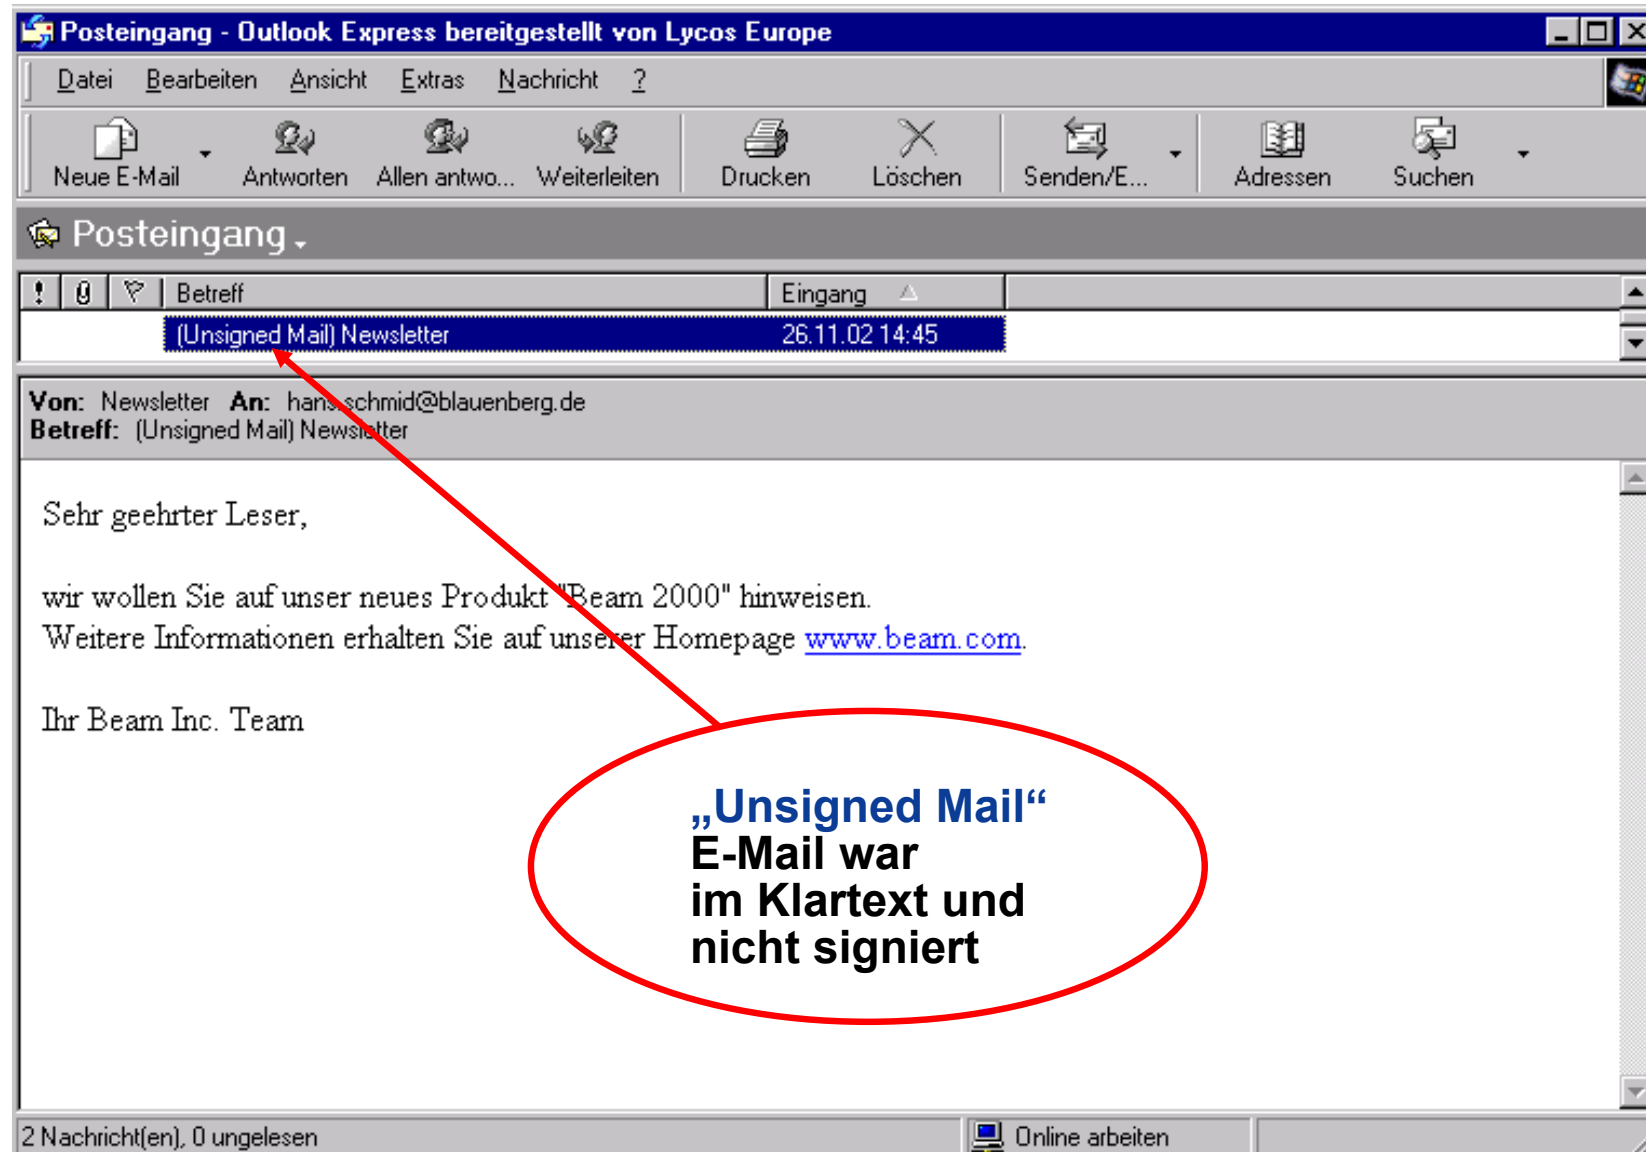 Posteingang - Outlook Express bereitgestellt von Lycos Europe
Datei Bearbeiten Ansicht Extras Nachricht ?
Neue E-Mail Antworten Allen antwo... Weiterleiten Drucken Löschen Senden/E... Adressen Suchen
Posteingang
! Betreff Eingang
(Unsigned Mail) Newsletter 26.11.02 14:45
Von: Newsletter An: hans.schmid@blauenberg.de
Betreff: (Unsigned Mail) Newsletter
Sehr geehrter Leser,
wir wollen Sie auf unser neues Produkt "Beam 2000" hinweisen.
Weitere Informationen erhalten Sie auf unserer Homepage www.beam.com.
Ihr Beam Inc. Team
„Unsigned Mail“
E-Mail war
im Klartext und
nicht signiert
2 Nachricht(en), 0 ungelesen Online arbeiten